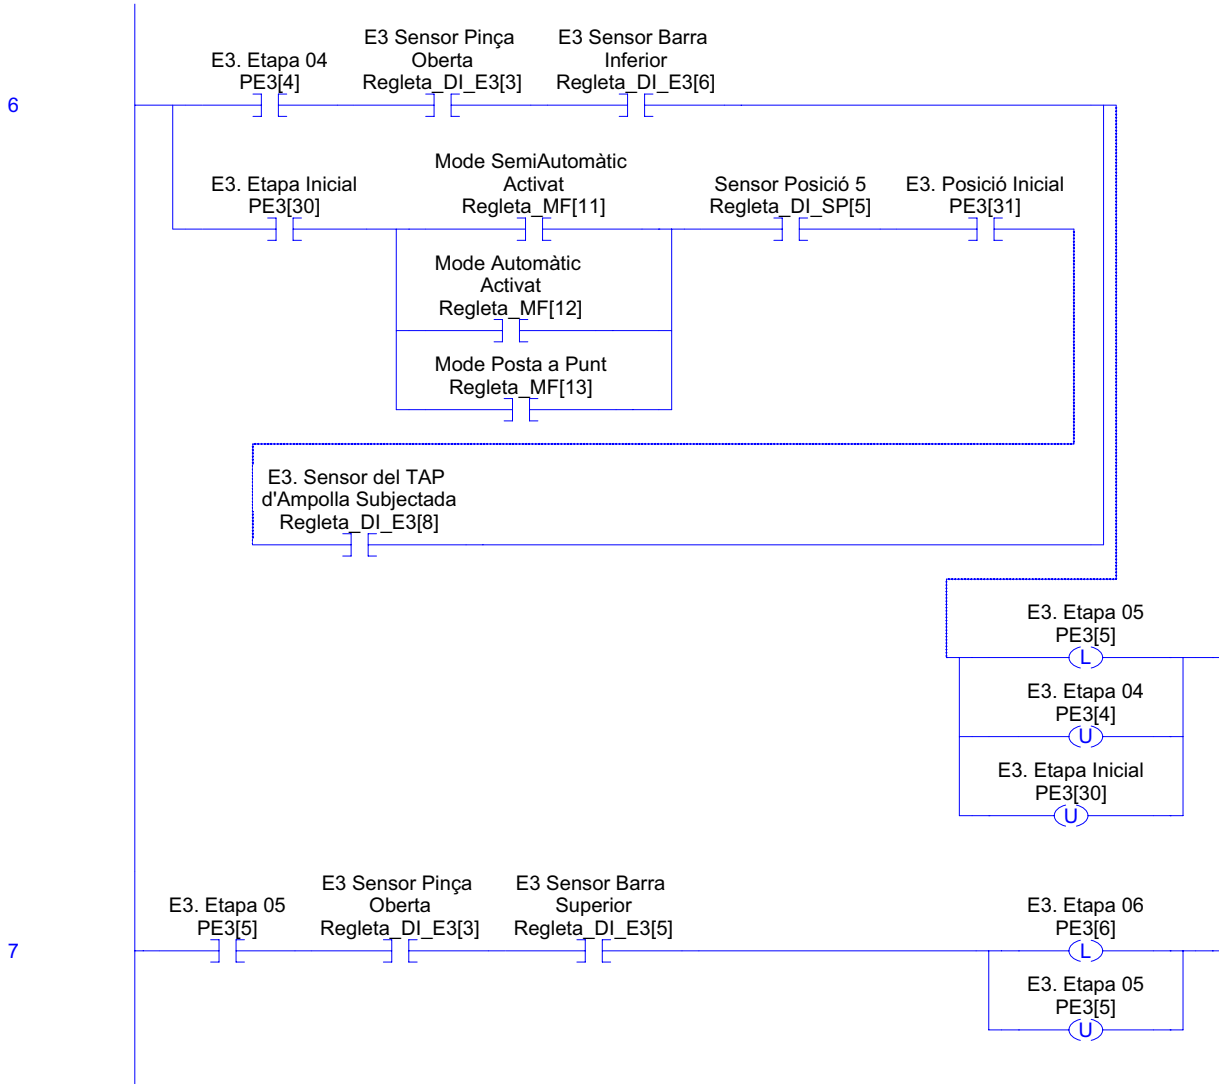 6
E3. Etapa 04
PE3[4]
E3 Sensor Pinça
Oberta
Regleta_DI_E3[3]
E3 Sensor Barra
Inferior
Regleta_DI_E3[6]
E3. Etapa Inicial
PE3[30]
Mode SemiAutomàtic
Activat
Regleta_MF[11]
Sensor Posició 5
Regleta_DI_SP[5]
E3. Posició Inicial
PE3[31]
Mode Automàtic
Activat
Regleta_MF[12]
Mode Posta a Punt
Regleta_MF[13]
E3. Sensor del TAP
d'Ampolla Subjectada
Regleta_DI_E3[8]
E3. Etapa 05
PE3[5]
L
E3. Etapa 04
PE3[4]
U
E3. Etapa Inicial
PE3[30]
U
7
E3. Etapa 05
PE3[5]
E3 Sensor Pinça
Oberta
Regleta_DI_E3[3]
E3 Sensor Barra
Superior
Regleta_DI_E3[5]
E3. Etapa 06
PE3[6]
L
E3. Etapa 05
PE3[5]
U